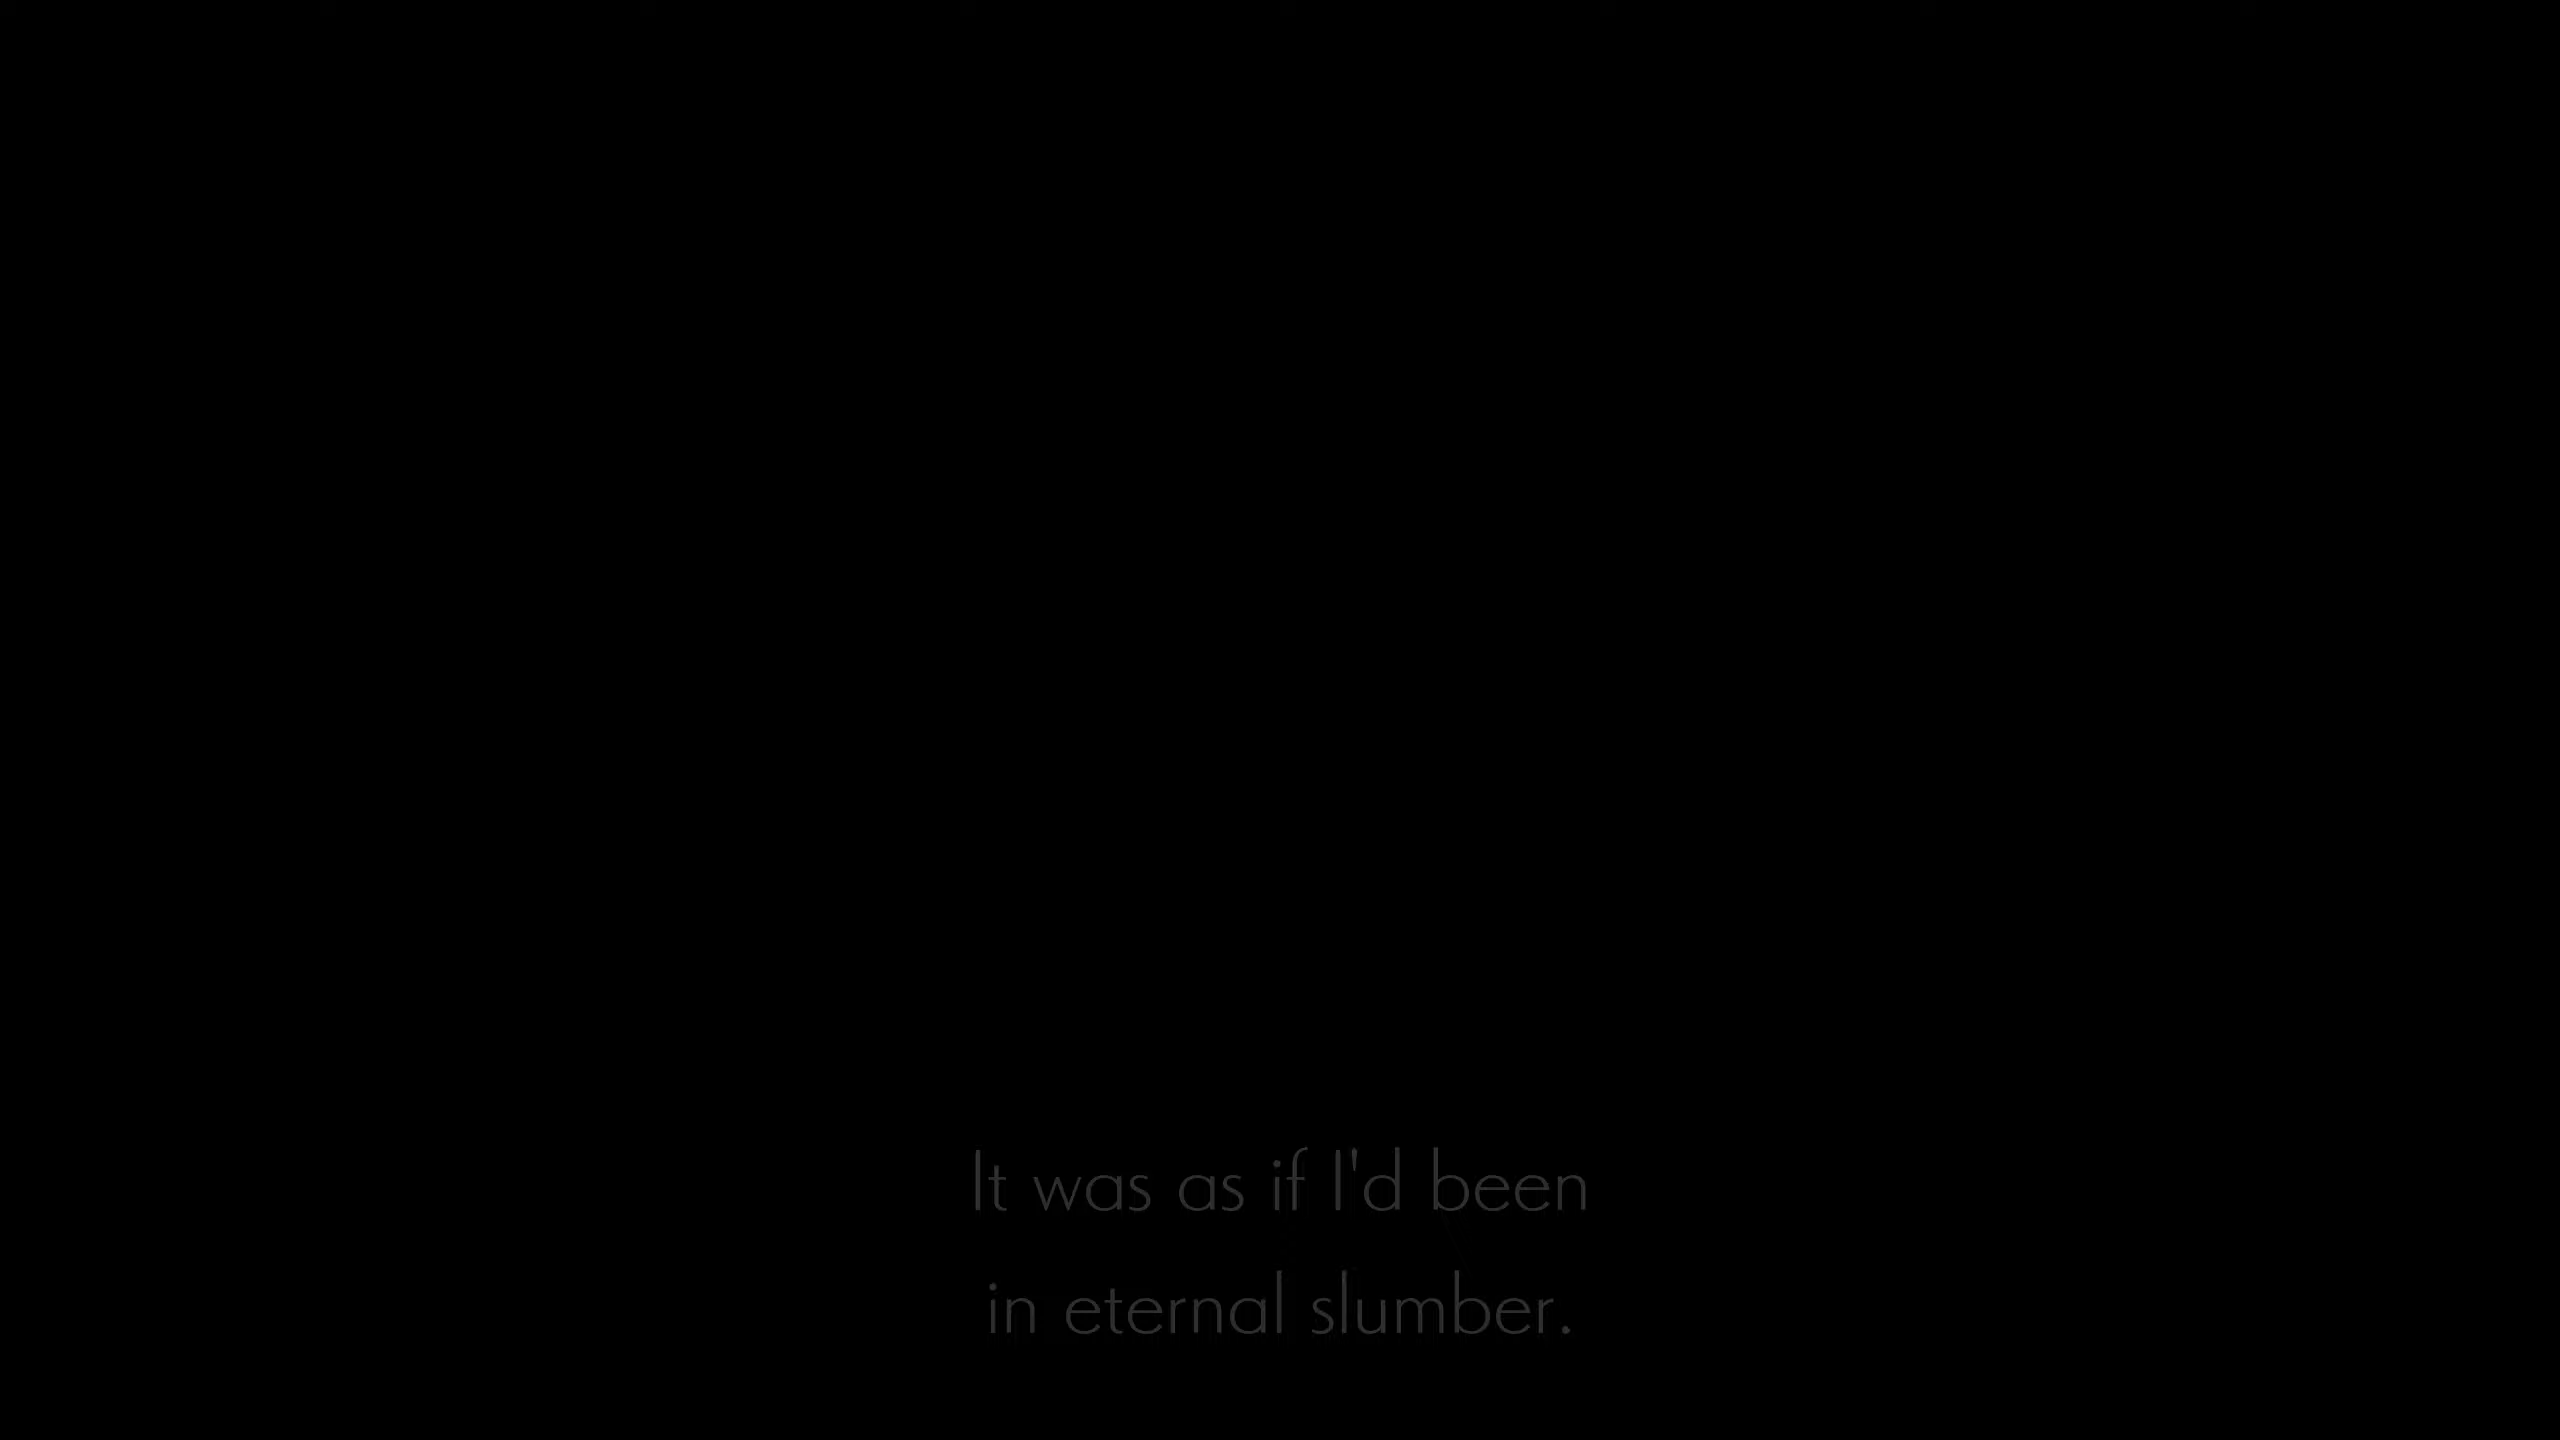 It was as if I'd been
in eternal slumber.